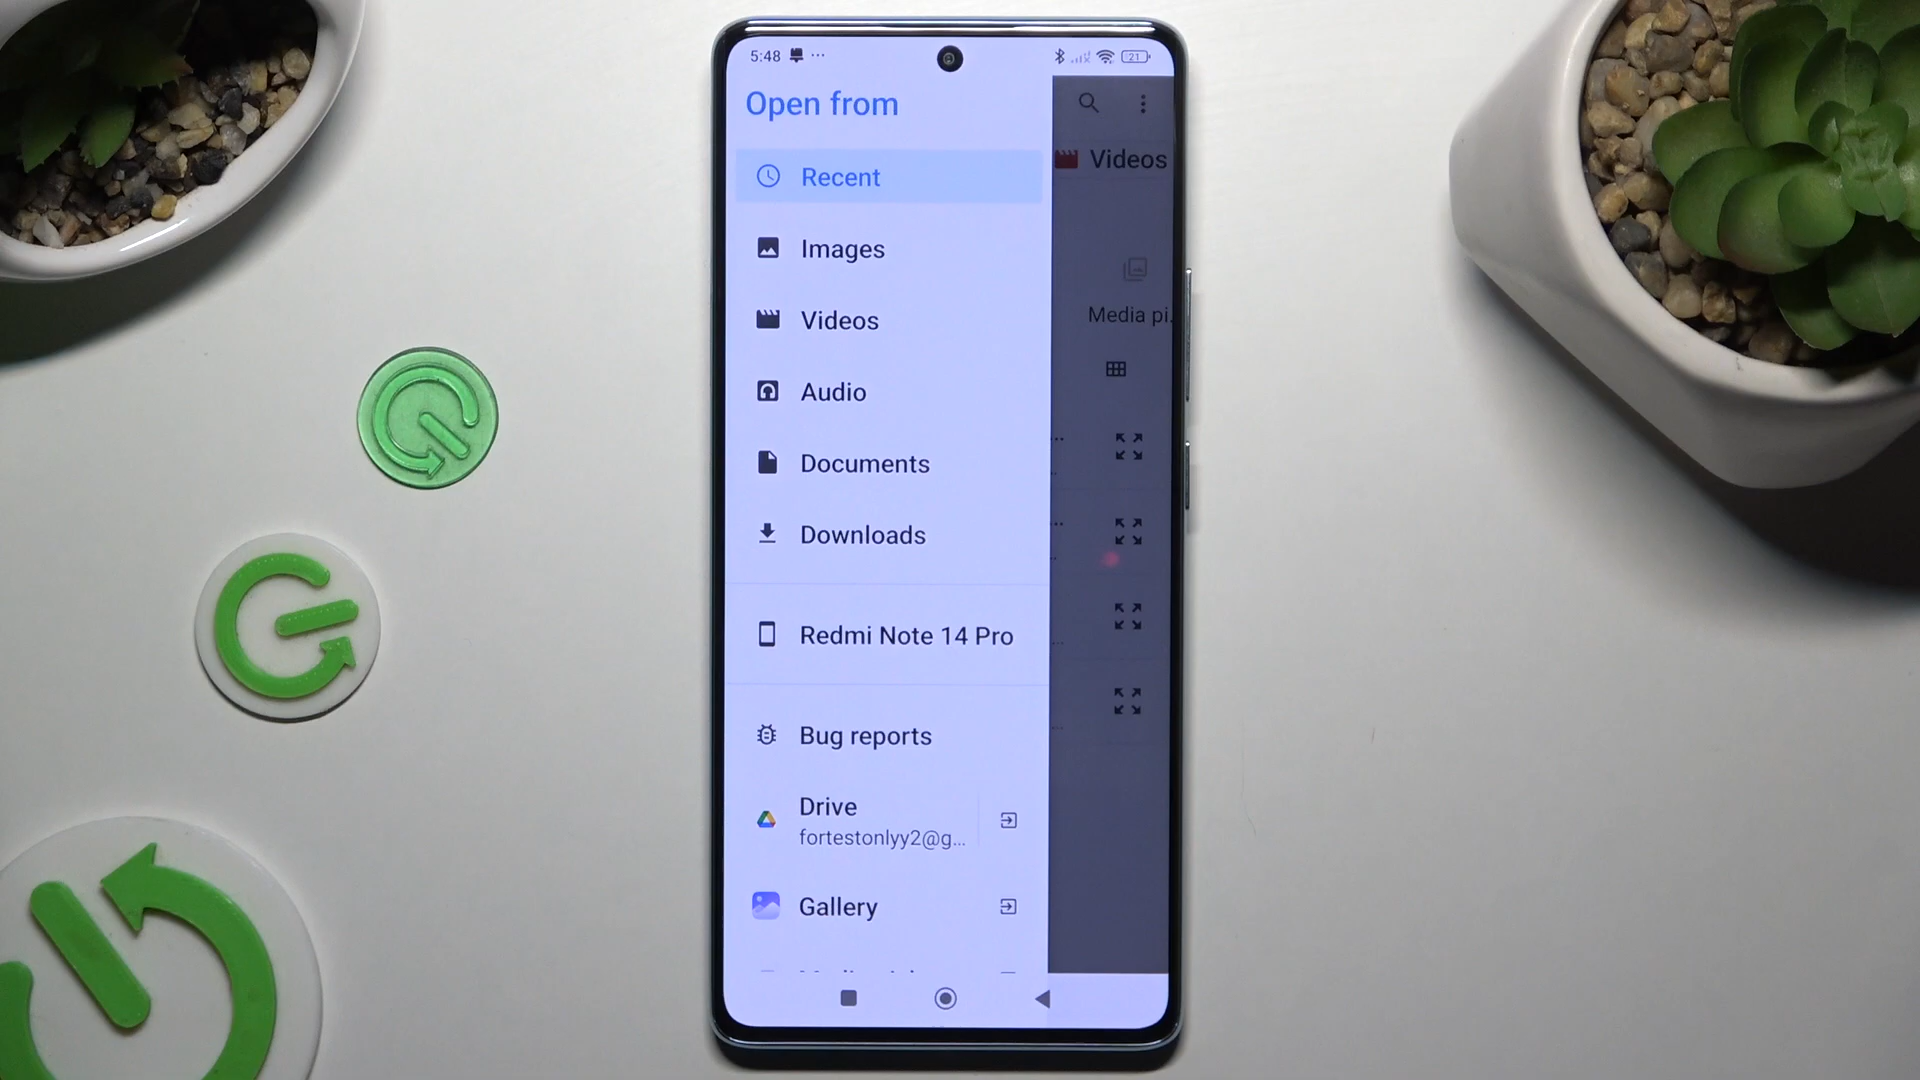 5:48
21
Open from
Recent
Videos
Images
Videos
Media pi...
Audio
Documents
Downloads
Redmi Note 14 Pro
Bug reports
Drive
fortestonlyy2@g...
Gallery